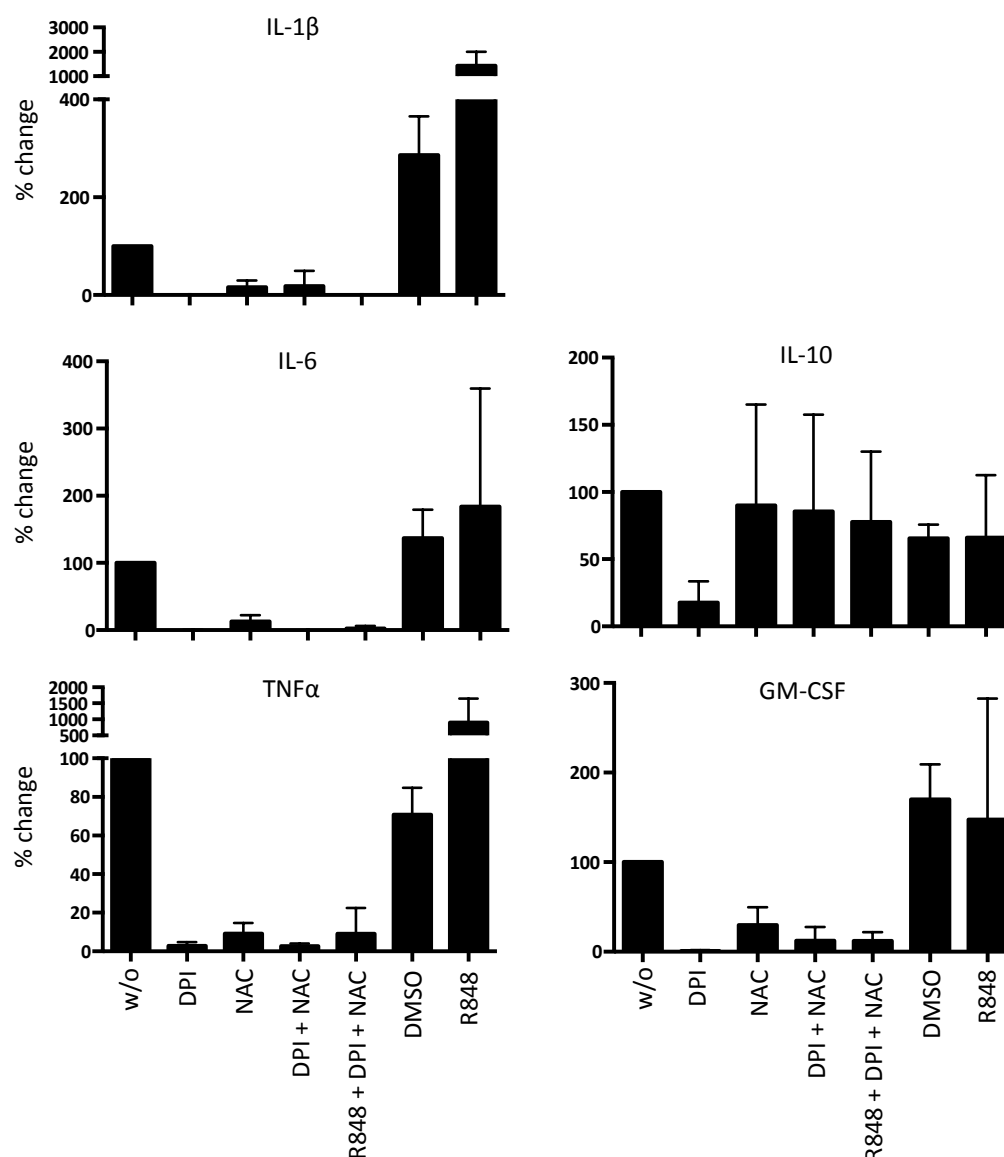 IL-1β
3000
2000
1000
400
200
0
% change
IL-6
400
300
200
100
0
% change
IL-10
200
150
100
50
0
TNFα
2000
1500
1000
500
100
80
60
40
20
0
% change
w/o
DPI
NAC
DPI + NAC
R848 + DPI + NAC
DMSO
R848
GM-CSF
300
200
100
0
w/o
DPI
NAC
DPI + NAC
R848 + DPI + NAC
DMSO
R848